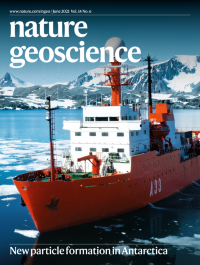 www.nature.com/ngeo / June 2021 Vol. 14 No. 6
nature
geoscience
A33
New particle formation in Antarctica